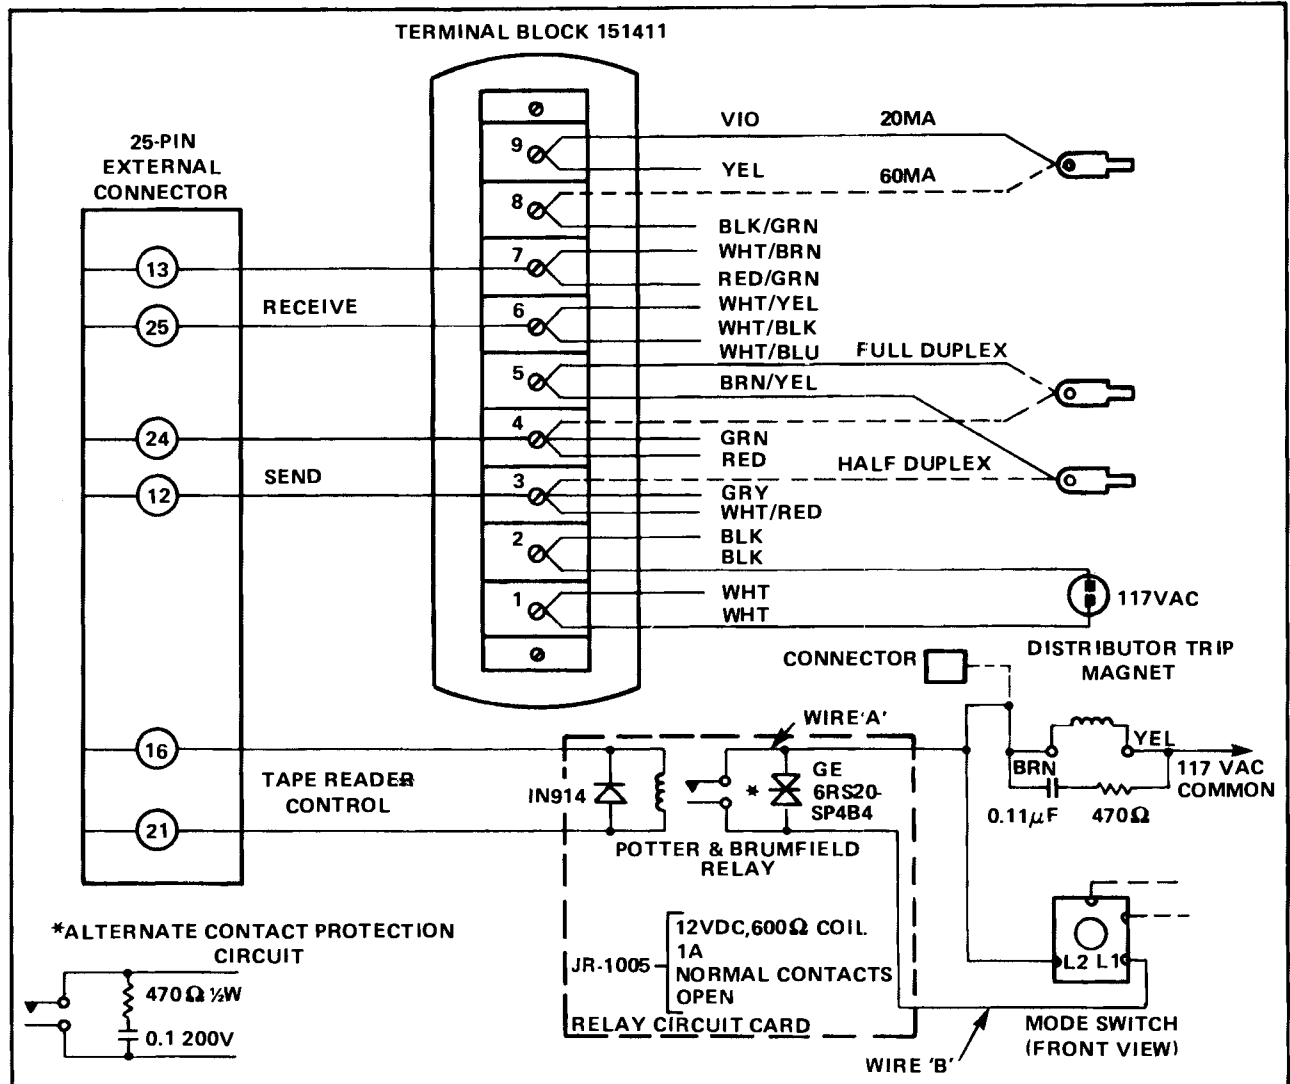 TERMINAL BLOCK 151411
25-PIN
EXTERNAL
CONNECTOR
9
VIO
20MA
YEL
60MA
8
BLK/GRN
13
7
WHT/BRN
RED/GRN
RECEIVE
25
6
WHT/YEL
WHT/BLK
WHT/BLU
FULL DUPLEX
5
BRN/YEL
24
4
GRN
RED
HALF DUPLEX
SEND
12
3
GRY
WHT/RED
2
BLK
BLK
1
WHT
WHT
117VAC
DISTRIBUTOR TRIP
MAGNET
CONNECTOR
WIRE 'A'
16
TAPE READER
CONTROL
21
IN914
*
GE
6RS20-
SP4B4
POTTER & BRUMFIELD
RELAY
BRN
YEL
117 VAC
COMMON
0.11µF
470Ω
JR-1005
12VDC,600Ω COIL.
1A
NORMAL CONTACTS
OPEN
RELAY CIRCUIT CARD
L2 L1
MODE SWITCH
(FRONT VIEW)
WIRE 'B'
*ALTERNATE CONTACT PROTECTION
CIRCUIT
470Ω ½W
0.1 200V